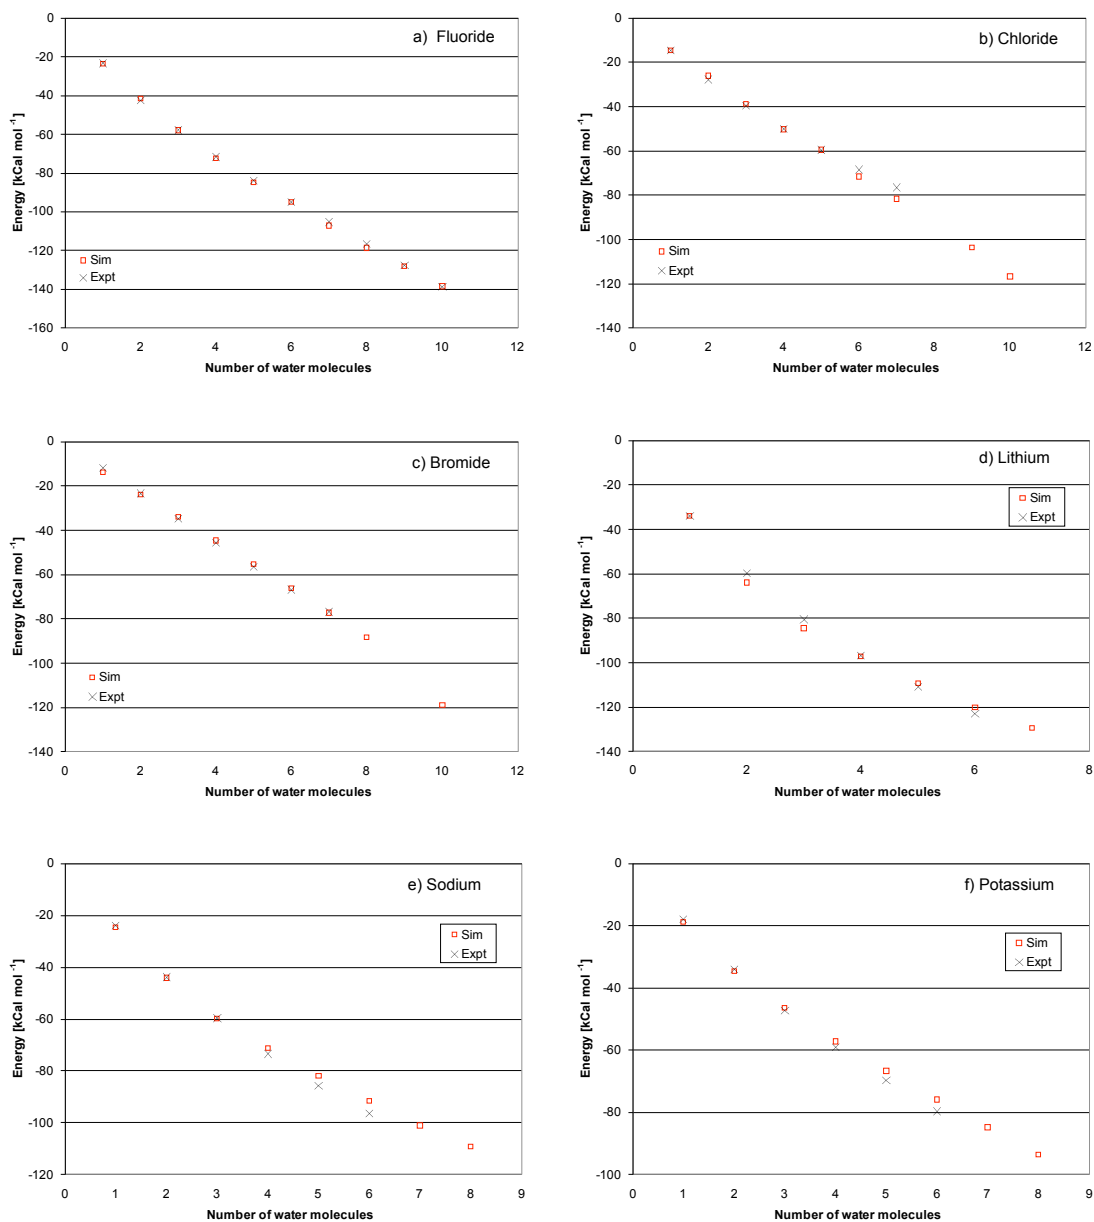 a) Fluoride
0
-20
-40
-60
-80
-100
-120
-140
-160
Energy [kCal mol -1]
Sim
Expt
0 2 4 6 8 10 12
Number of water molecules
b) Chloride
0
-20
-40
-60
-80
-100
-120
-140
Energy [kCal mol -1]
Sim
Expt
0 2 4 6 8 10 12
Number of water molecules
c) Bromide
0
-20
-40
-60
-80
-100
-120
-140
Energy [kCal mol -1]
Sim
Expt
0 2 4 6 8 10 12
Number of water molecules
d) Lithium
0
-20
-40
-60
-80
-100
-120
-140
Energy [kCal mol -1]
Sim
Expt
0 2 4 6 8
Number of water molecules
e) Sodium
0
-20
-40
-60
-80
-100
-120
Energy [kCal mol -1]
Sim
Expt
0 1 2 3 4 5 6 7 8 9
Number of water molecules
f) Potassium
0
-20
-40
-60
-80
-100
Energy [kCal mol -1]
Sim
Expt
0 1 2 3 4 5 6 7 8 9
Number of water molecules